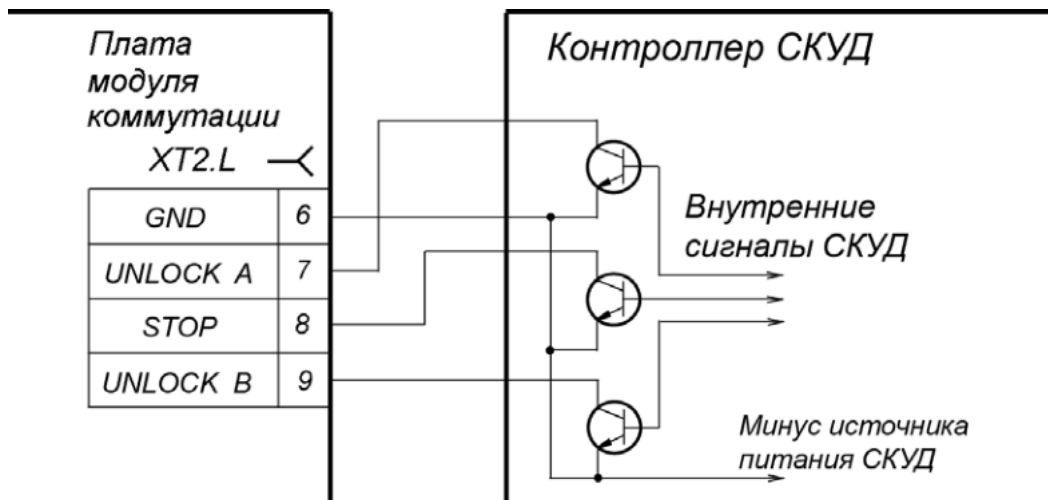 Плата
модуля
коммутации
XT2.L
GND 6
UNLOCK A 7
STOP 8
UNLOCK B 9
Контроллер СКУД
Внутренние
сигналы СКУД
Минус источника
питания СКУД